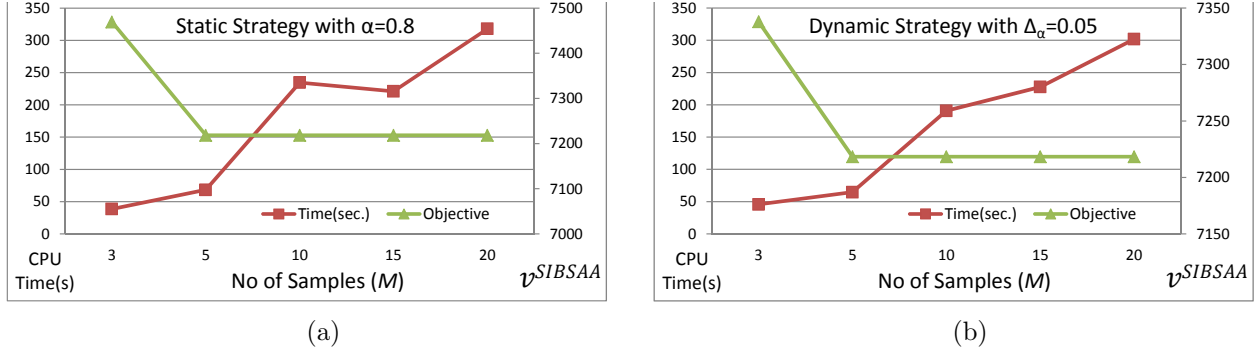 Static Strategy with α=0.8
350
300
250
200
150
100
50
0
7500
7400
7300
7200
7100
7000
Time(sec.)
Objective
3
5
10
15
20
CPU
Time(s)
No of Samples (M)
v^SIBSAA
(a)
Dynamic Strategy with Δα=0.05
350
300
250
200
150
100
50
0
7350
7300
7250
7200
7150
Time(sec.)
Objective
3
5
10
15
20
CPU
Time(s)
No of Samples (M)
v^SIBSAA
(b)